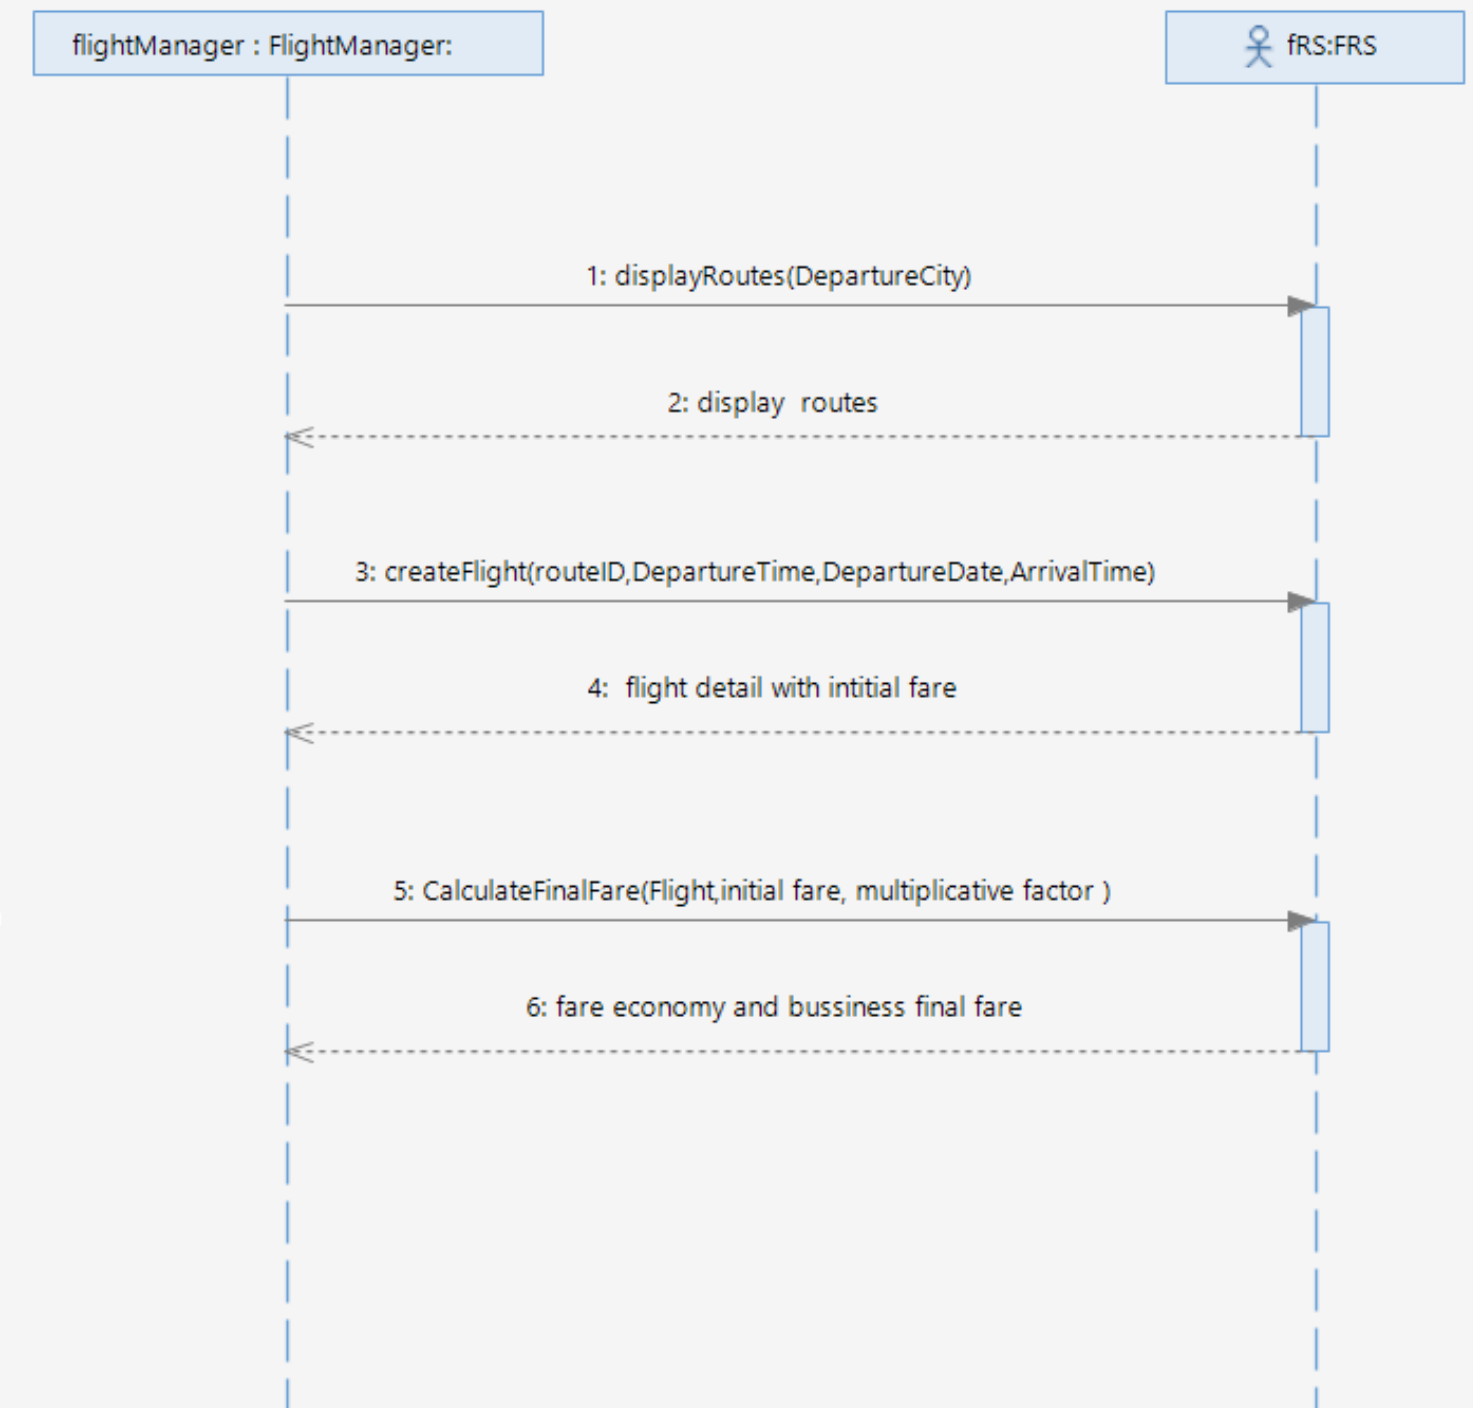 flightManager : FlightManager:
fRS:FRS
1: displayRoutes(DepartureCity)
2: display  routes
3: createFlight(routeID,DepartureTime,DepartureDate,ArrivalTime)
4:  flight detail with intitial fare
5: CalculateFinalFare(Flight,initial fare, multiplicative factor )
6: fare economy and bussiness final fare